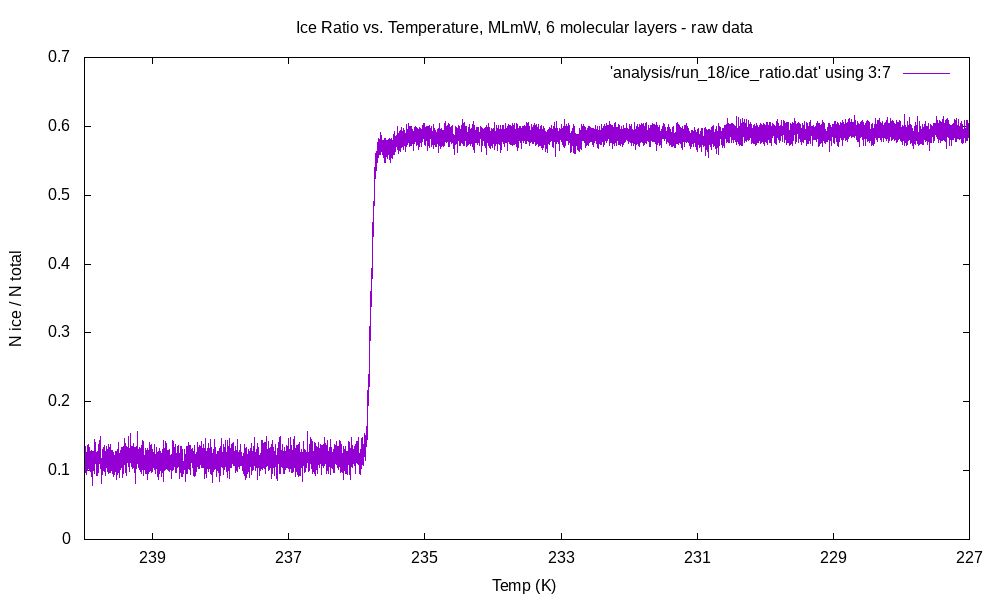 Ice Ratio vs. Temperature, MLmW, 6 molecular layers - raw data
'analysis/run_18/ice_ratio.dat' using 3:7
0.7
0.6
0.5
0.4
0.3
0.2
0.1
0
N ice / N total
239 237 235 233 231 229 227
Temp (K)